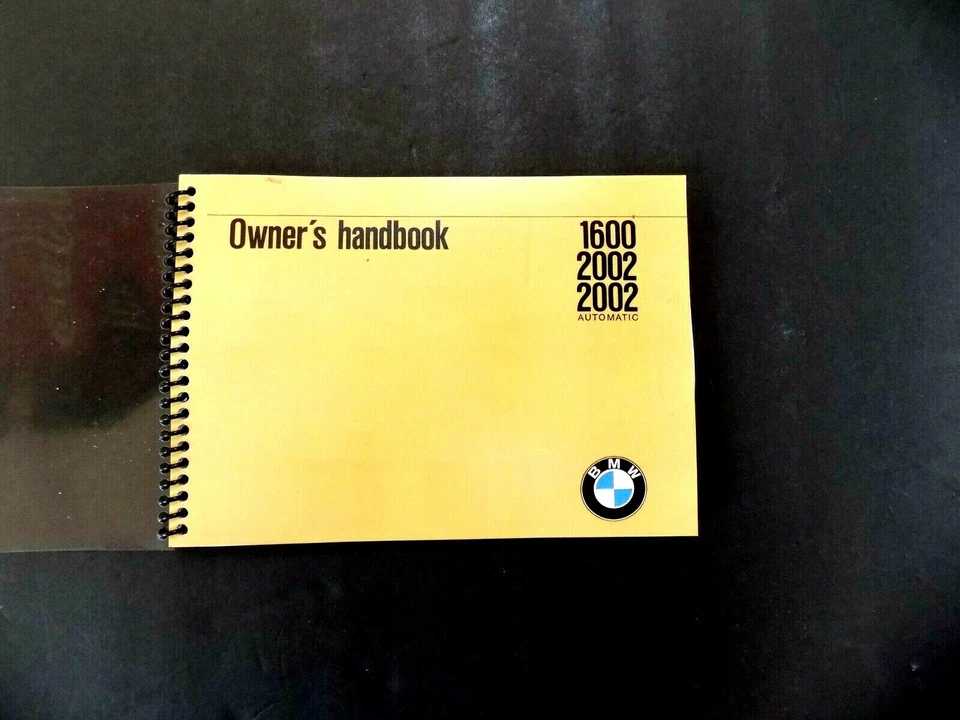 Owner´s handbook
1600
2002
2002
AUTOMATIC
BMW